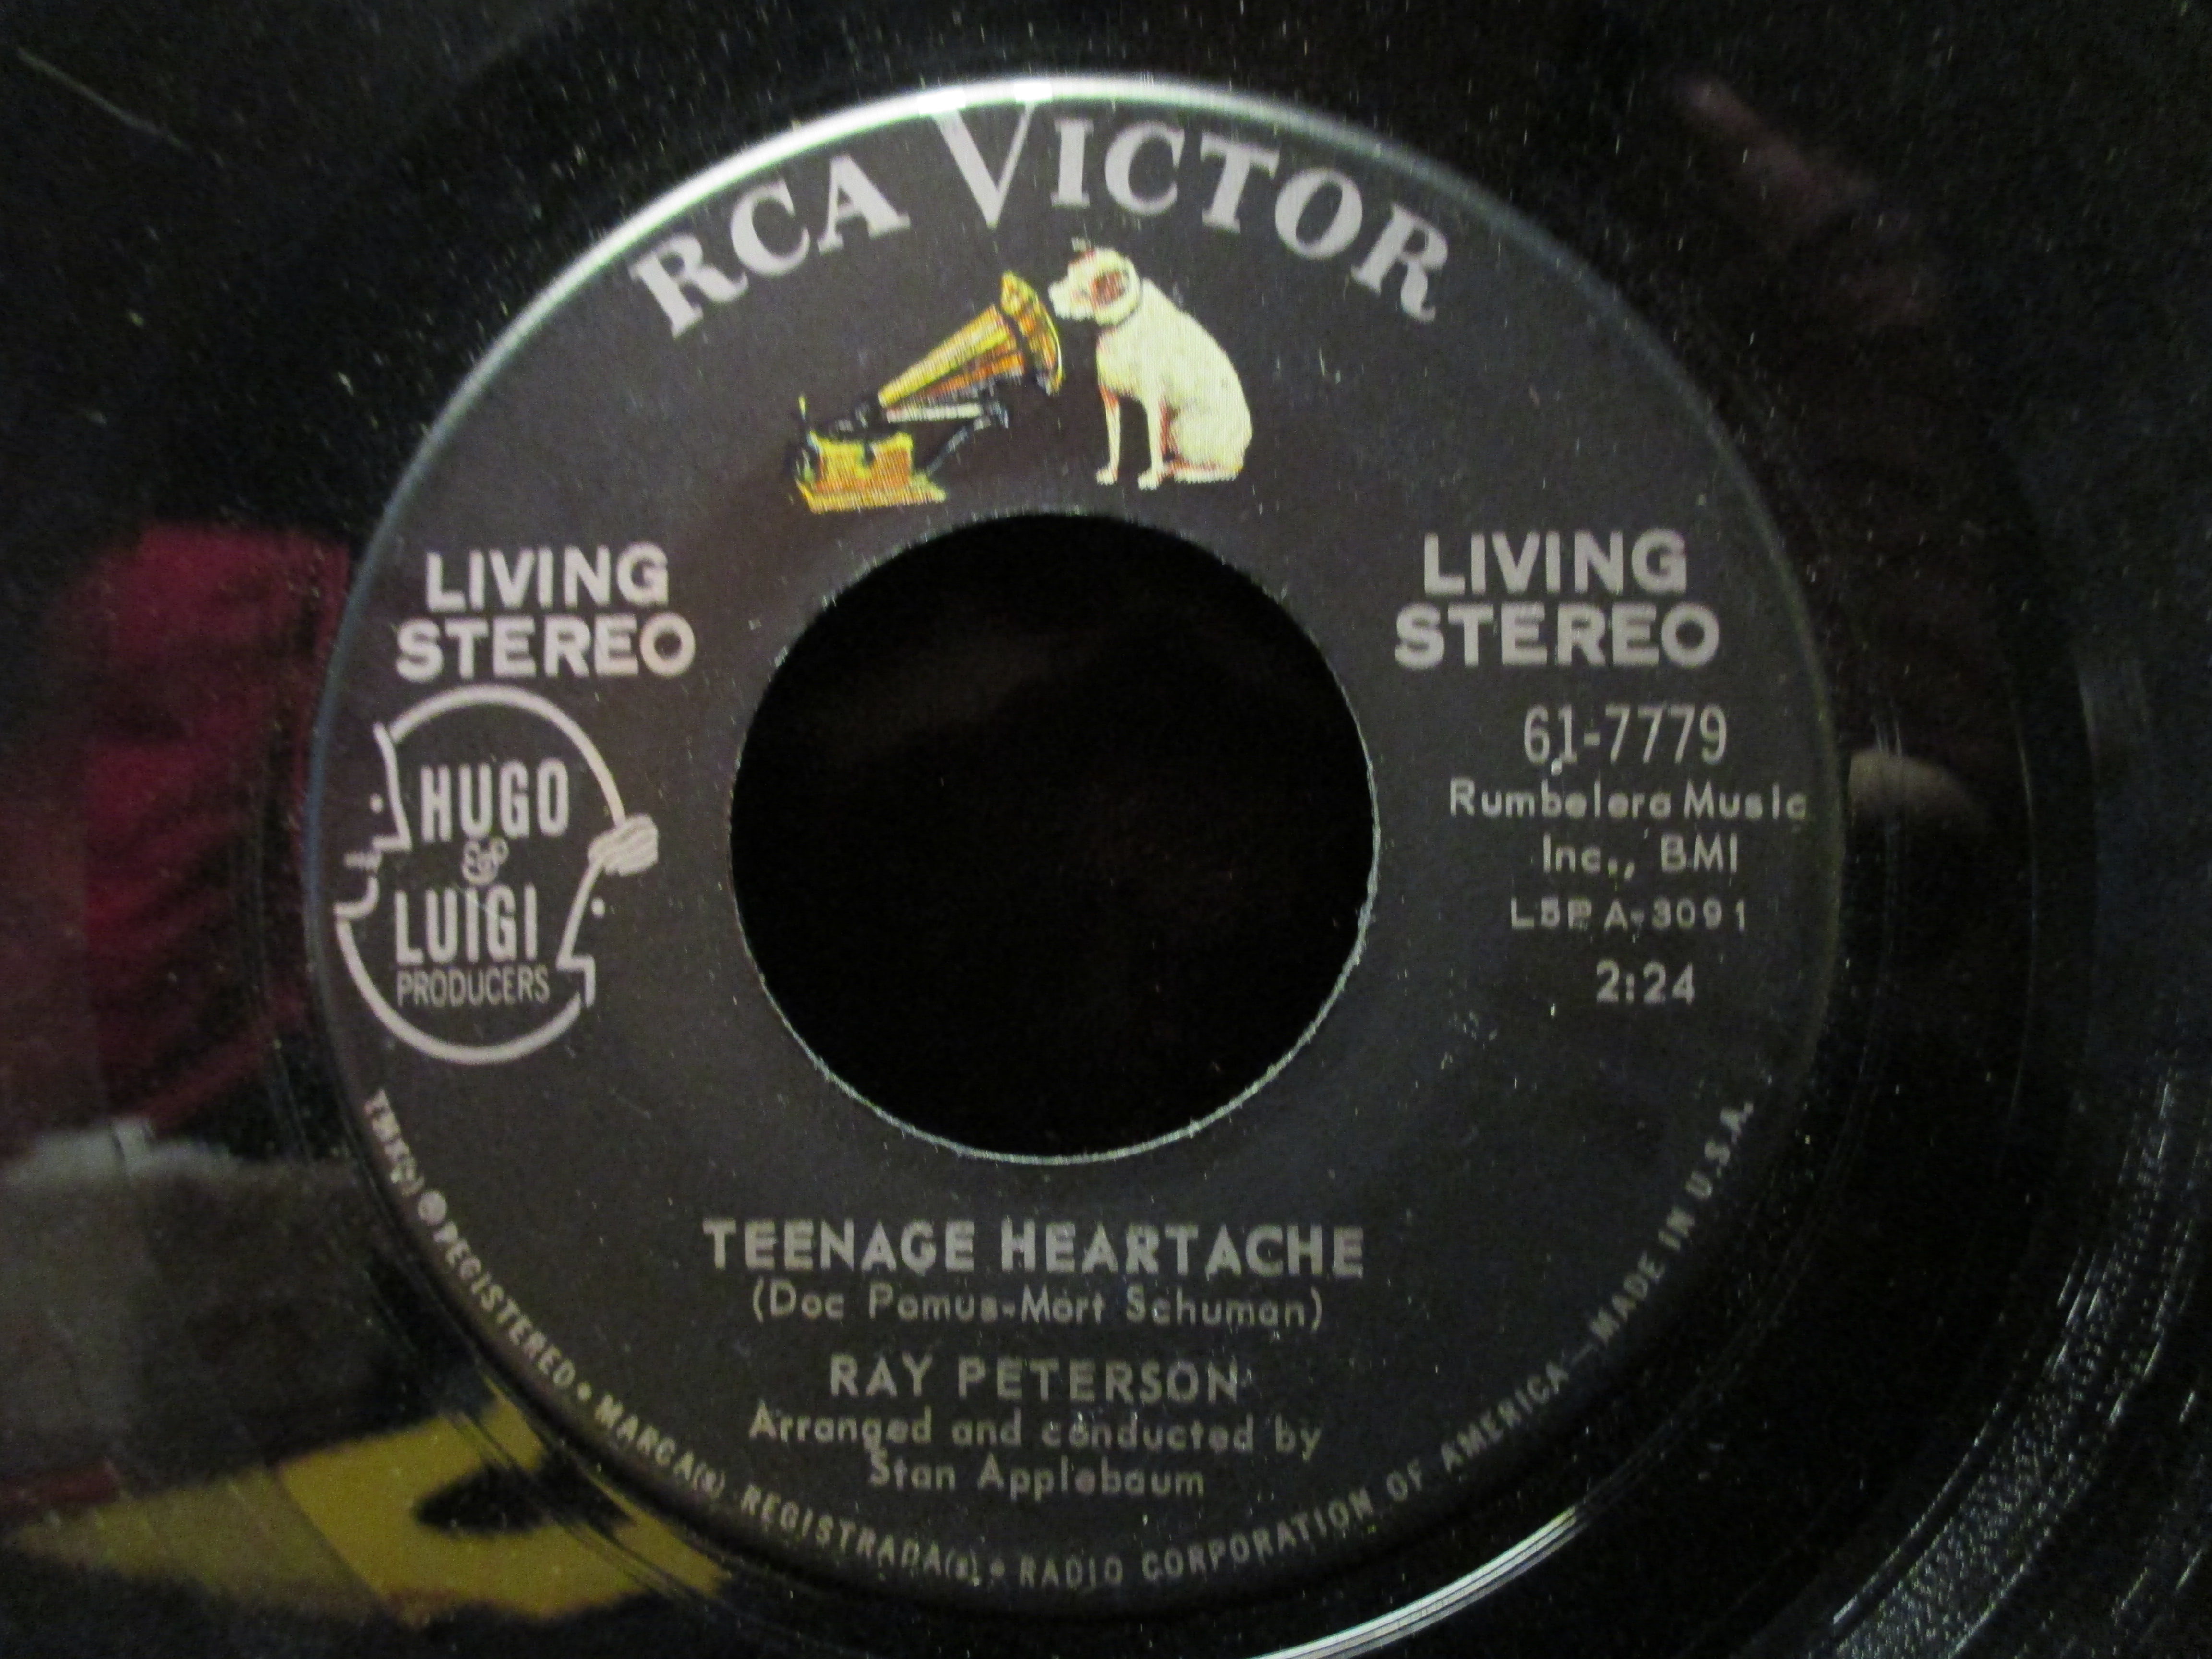 RCA VICTOR
LIVING
STEREO
LIVING
STEREO
HUGO
&
LUIGI
PRODUCERS
61-7779
Rumbalero Music
Inc., BMI
2:24
TEENAGE HEARTACHE
(Doc Pomus-Mort Schuman)
RAY PETERSON
Arranged and conducted by
Stan Applebaum
TMK(s) ® REGISTERED • MARCA(s) REGISTRADA(s) • RADIO CORPORATION OF AMERICA—MADE IN U.S.A.